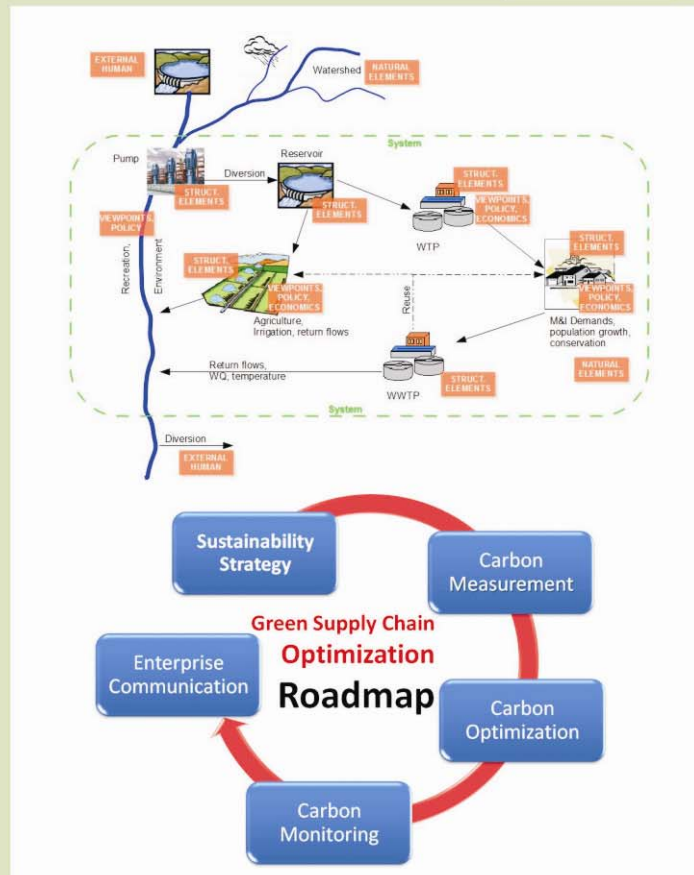 EXTERNAL
HUMAN
Watershed
NATURAL
ELEMENTS
System
Pump
Diversion
Reservoir
STRUCT.
ELEMENTS
STRUCT.
ELEMENTS
STRUCT.
ELEMENTS
VIEWPOINTS,
POLICY,
ECONOMICS
WTP
VIEWPOINTS,
POLICY
Recreation,
Environment
STRUCT.
ELEMENTS
VIEWPOINTS,
POLICY,
ECONOMICS
Agriculture,
Irrigation, return flows
Reuse
STRUCT.
ELEMENTS
VIEWPOINTS,
POLICY,
ECONOMICS
M&I Demands,
population growth,
conservation
NATURAL
ELEMENTS
Return flows,
WQ, temperature
STRUCT.
ELEMENTS
WWTP
System
Diversion
EXTERNAL
HUMAN
Sustainability
Strategy
Carbon
Measurement
Green Supply Chain
Optimization
Roadmap
Enterprise
Communication
Carbon
Optimization
Carbon
Monitoring